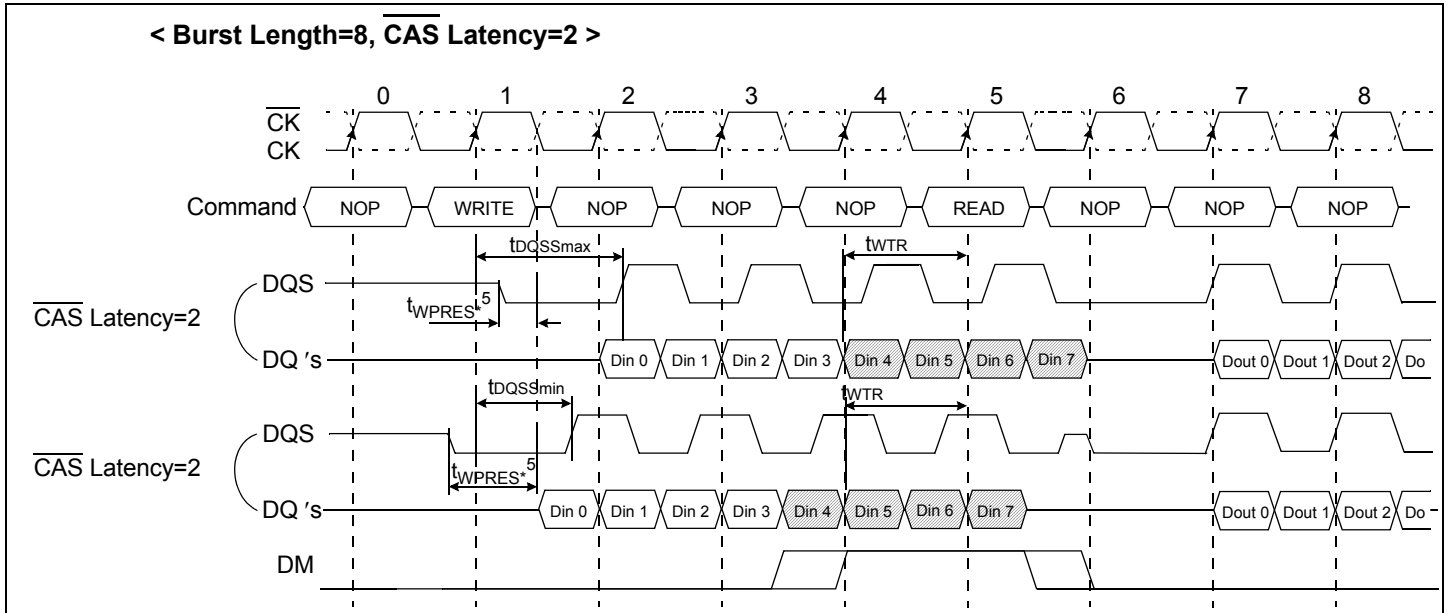 < Burst Length=8, CAS Latency=2 >
0 1 2 3 4 5 6 7 8
CK
CK
Command NOP WRITE NOP NOP NOP READ NOP NOP NOP
tDQSSmax tWTR
DQS
tWPRES*5
CAS Latency=2
DQ 's Din 0 Din 1 Din 2 Din 3 Din 4 Din 5 Din 6 Din 7 Dout 0 Dout 1 Dout 2 Do
tDQSSmin tWTR
DQS
CAS Latency=2
tWPRES*5
DQ 's Din 0 Din 1 Din 2 Din 3 Din 4 Din 5 Din 6 Din 7 Dout 0 Dout 1 Dout 2 Do
DM